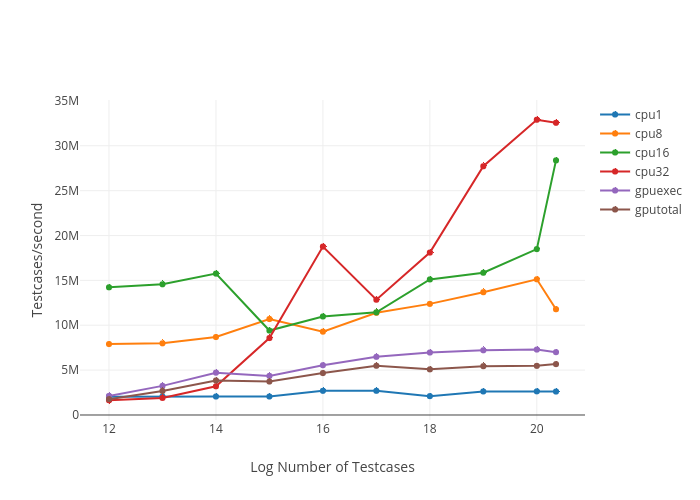 35M
30M
25M
20M
15M
10M
5M
0
Testcases/second
12
14
16
18
20
Log Number of Testcases
cpu1
cpu8
cpu16
cpu32
gpuexec
gputotal